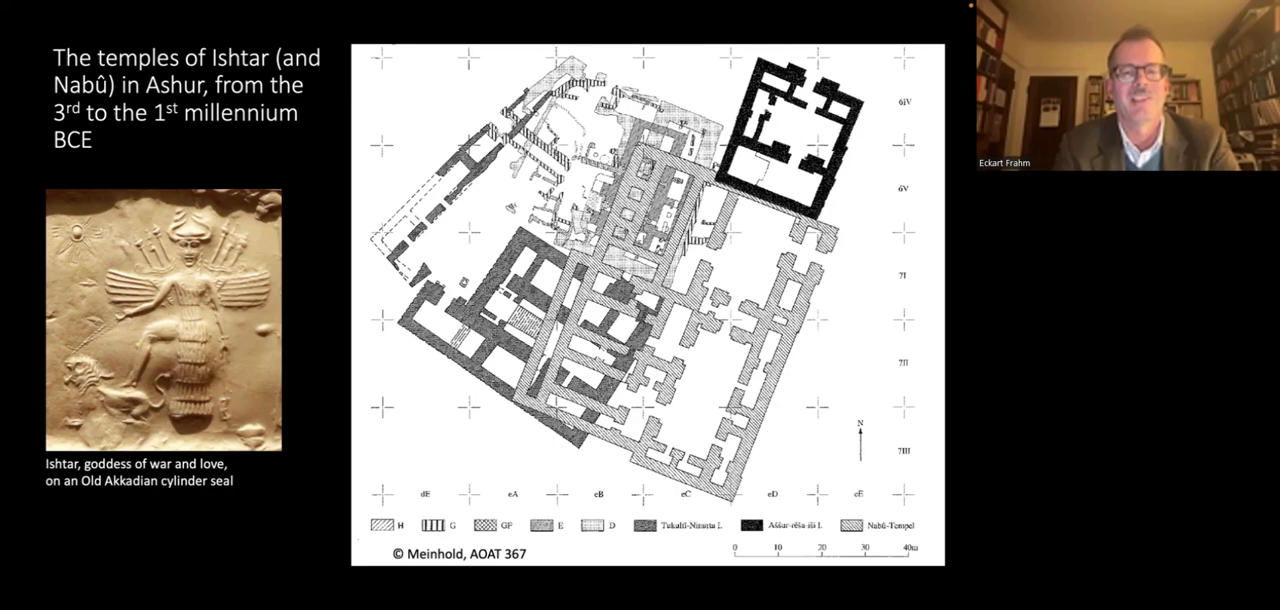 The temples of Ishtar (and
Nabû) in Ashur, from the
3rd to the 1st millennium
BCE
Ishtar, goddess of war and love,
on an Old Akkadian cylinder seal
6iV
6V
7I
7II
7III
N
dE eA eB eC eD eE
H G GF E D Tukultī-Ninurta I. Aššur-rēša-iši I. Nabû-Tempel
0 10 20 30 40m
© Meinhold, AOAT 367
Eckart Frahm